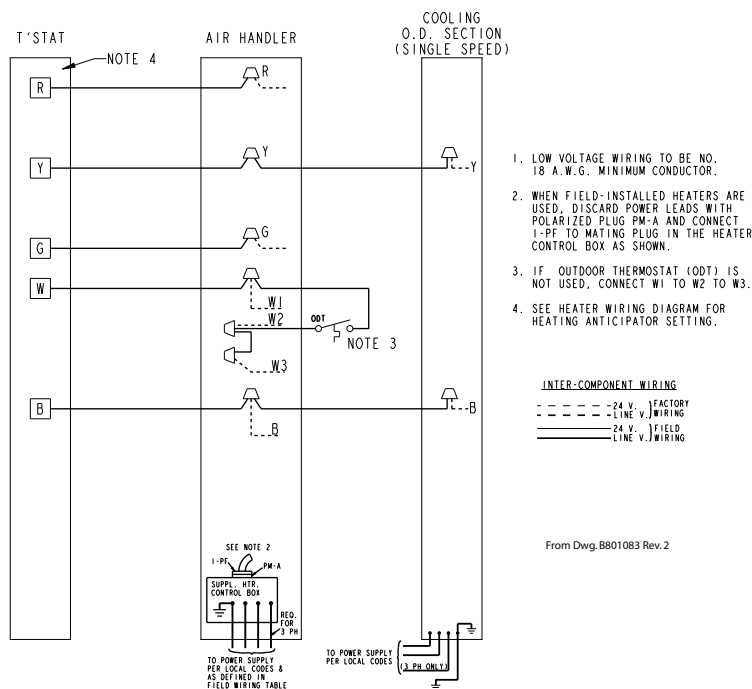 COOLING
O.D. SECTION
(SINGLE SPEED)
T'STAT
AIR HANDLER
NOTE 4
R
R
Y
Y
Y
G
G
W
W1
W2
ODT
NOTE 3
W3
B
B
B
1. LOW VOLTAGE WIRING TO BE NO.
18 A.W.G. MINIMUM CONDUCTOR.
2. WHEN FIELD-INSTALLED HEATERS ARE
USED, DISCARD POWER LEADS WITH
POLARIZED PLUG PM-A AND CONNECT
1-PF TO MATING PLUG IN THE HEATER
CONTROL BOX AS SHOWN.
3. IF OUTDOOR THERMOSTAT (ODT) IS
NOT USED, CONNECT W1 TO W2 TO W3.
4. SEE HEATER WIRING DIAGRAM FOR
HEATING ANTICIPATOR SETTING.
INTER-COMPONENT WIRING
24 V. } FACTORY
LINE V. } WIRING
24 V. } FIELD
LINE V. } WIRING
From Dwg. B801083 Rev. 2
SEE NOTE 2
1-PF
PM-A
SUPPL. HTR.
CONTROL BOX
REQ.
FOR
3 PH
TO POWER SUPPLY
PER LOCAL CODES &
AS DEFINED IN
FIELD WIRING TABLE
TO POWER SUPPLY
PER LOCAL CODES
(3 PH ONLY)